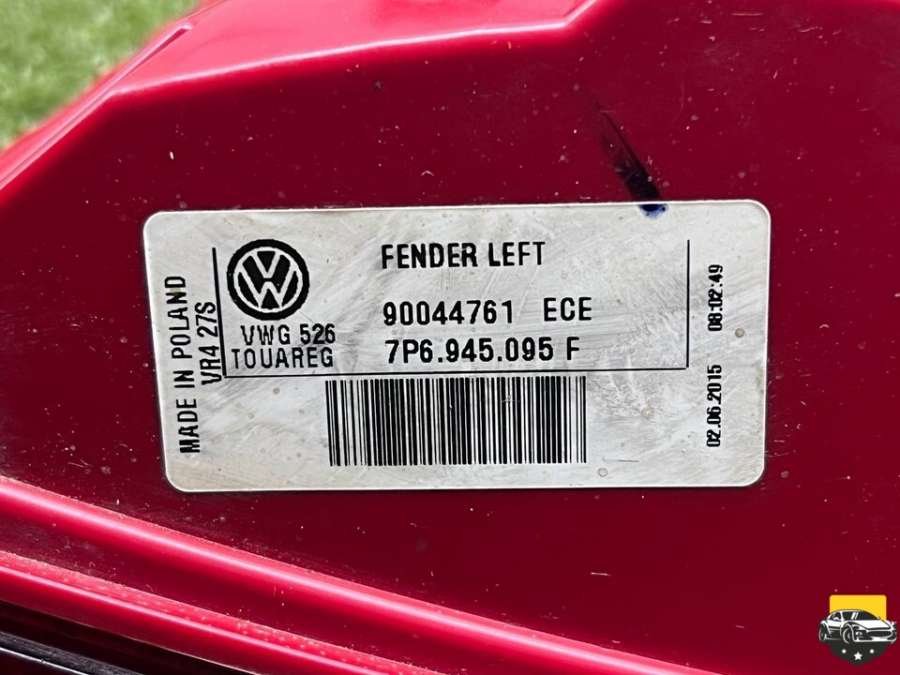 FENDER LEFT
90044761 ECE
7P6.945.095 F
VWG 526
TOUAREG
MADE IN POLAND
VR4 27S
02.06.2015 08:02:49